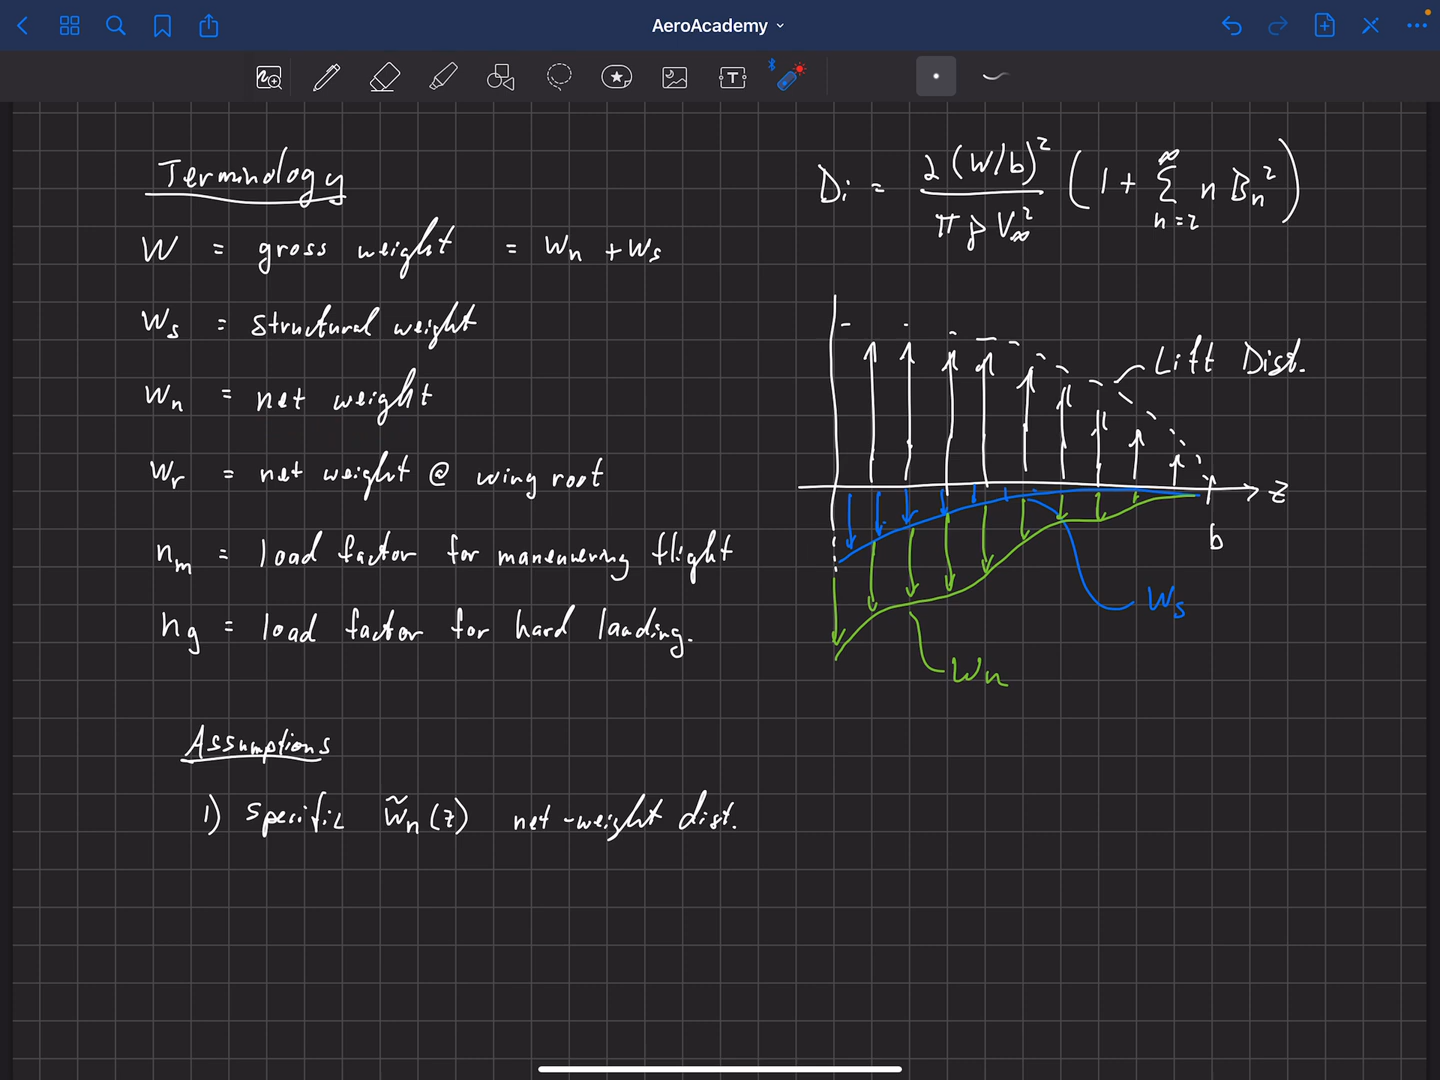 AeroAcademy
T
Terminology
W = gross weight = Wn + Ws
Ws = structural weight
Wn = net weight
Wr = net weight @ wing root
nm = load factor for maneuvering flight
ng = load factor for hard landing.
Assumptions
1) specific w̃n(z) net-weight dist.
Di = 2(W/b)² / πρV∞² (1 + ∑ n=2 ∞ n Bn²)
Lift Dist.
z
b
Ws
Wn